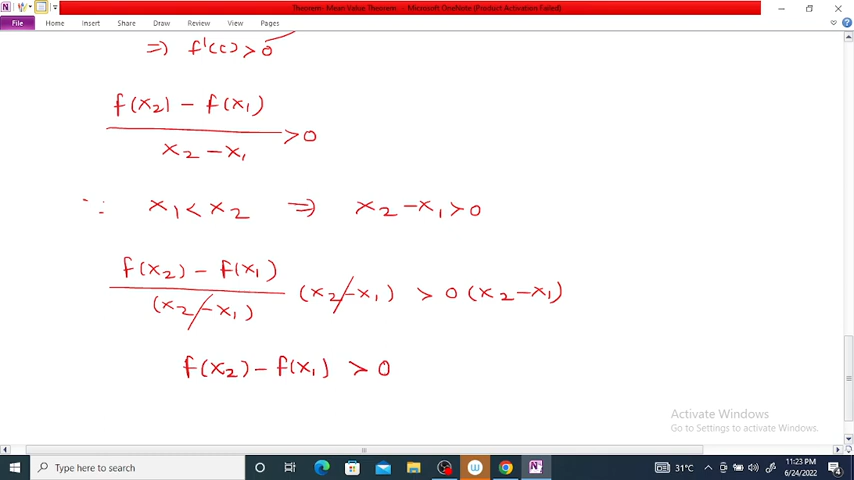 Theorem- Mean Value Theorem - Microsoft OneNote (Product Activation Failed)
File Home Insert Share Draw History Review View Pages
⇒ f'(c) > 0
f(x₂) − f(x₁)
x₂ − x₁
> 0
∵ x₁ < x₂ ⇒ x₂ − x₁ > 0
f(x₂) − f(x₁)
(x₂ − x₁)
(x₂ − x₁) > 0 (x₂ − x₁)
f(x₂) − f(x₁) > 0
Activate Windows
Go to Settings to activate Windows.
Type here to search
31°C
11:23 PM
6/24/2022
4